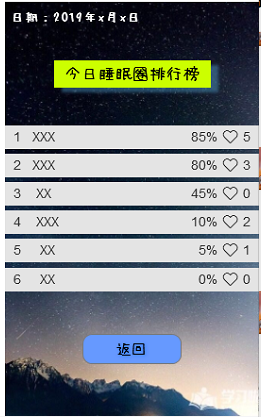 日期：2019年x月x日
今日睡眠圈排行榜
1 XXX 85% ♡ 5
2 XXX 80% ♡ 3
3 XX 45% ♡ 0
4 XXX 10% ♡ 2
5 XX 5% ♡ 1
6 XX 0% ♡ 0
返回